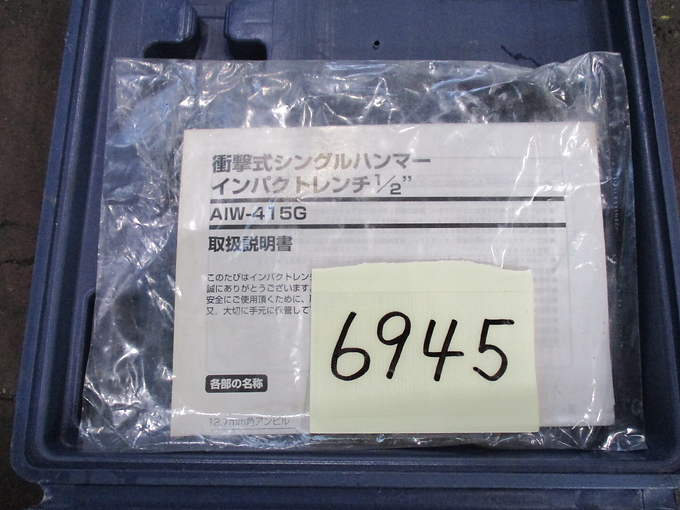 衝撃式シングルハンマー
インパクトレンチ1/2"
AIW-415G
取扱説明書
このたびはインパクトレンチ
誠にありがとうございます。
安全にご使用頂くために、
又、大切に手元に保管して
各部の名称
12.7mm角アンビル
6945